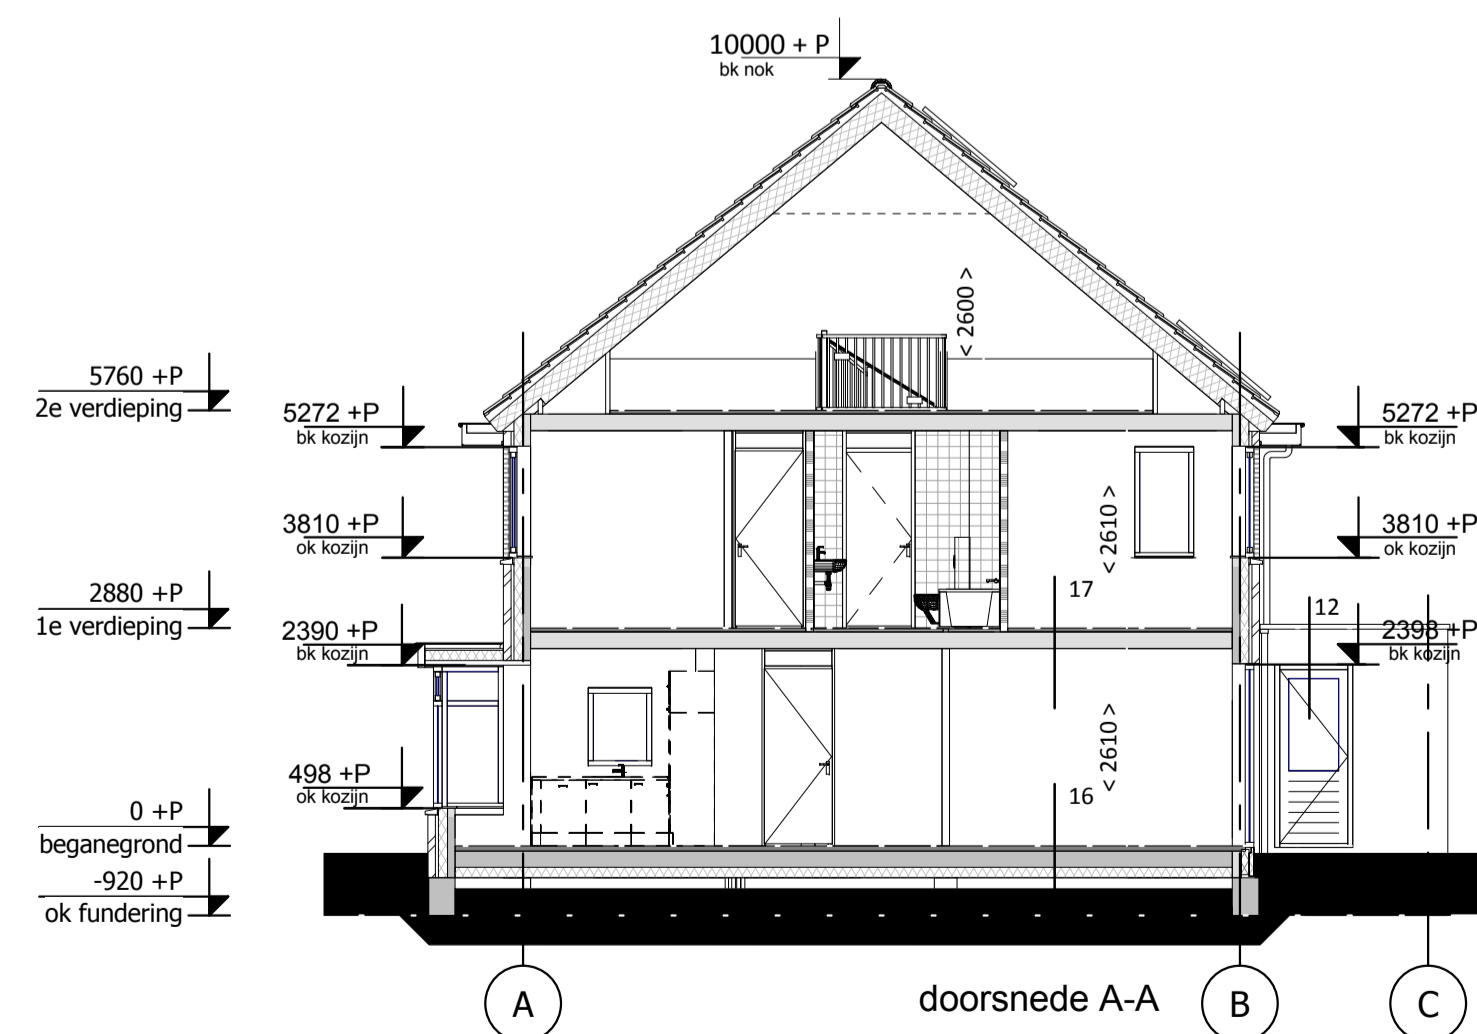 10000 + P
bk nok
< 2600 >
5760 +P
2e verdieping
5272 +P
bk kozijn
5272 +P
bk kozijn
3810 +P
ok kozijn
< 2610 >
3810 +P
ok kozijn
2880 +P
1e verdieping
17
12
2390 +P
bk kozijn
2398 +P
bk kozijn
498 +P
ok kozijn
< 2610 >
16
0 +P
beganegrond
-920 +P
ok fundering
A
doorsnede A-A
B
C